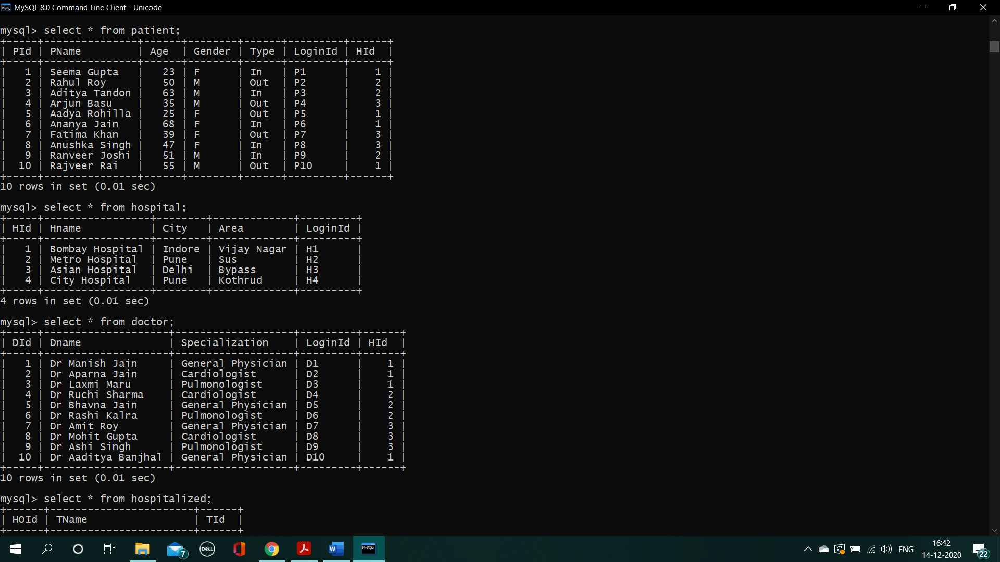 MySQL 8.0 Command Line Client - Unicode
mysql> select * from patient;
+-----+---------------+------+--------+------+---------+------+
| PId | PName         | Age  | Gender | Type | LoginId | HId  |
+-----+---------------+------+--------+------+---------+------+
|   1 | Seema Gupta   |   23 | F      | In   | P1      |    1 |
|   2 | Rahul Roy     |   50 | M      | Out  | P2      |    2 |
|   3 | Aditya Tandon |   63 | M      | In   | P3      |    2 |
|   4 | Arjun Basu    |   35 | M      | Out  | P4      |    3 |
|   5 | Aadya Rohilla |   25 | F      | Out  | P5      |    1 |
|   6 | Ananya Jain   |   68 | F      | In   | P6      |    1 |
|   7 | Fatima Khan   |   39 | F      | Out  | P7      |    3 |
|   8 | Anushka Singh |   47 | F      | In   | P8      |    3 |
|   9 | Ranveer Joshi |   51 | M      | In   | P9      |    2 |
|  10 | Rajveer Rai   |   55 | M      | Out  | P10     |    1 |
+-----+---------------+------+--------+------+---------+------+
10 rows in set (0.01 sec)
mysql> select * from hospital;
+-----+-----------------+--------+-------------+---------+
| HId | Hname           | City   | Area        | LoginId |
+-----+-----------------+--------+-------------+---------+
|   1 | Bombay Hospital | Indore | Vijay Nagar | H1      |
|   2 | Metro Hospital  | Pune   | Sus         | H2      |
|   3 | Asian Hospital  | Delhi  | Bypass      | H3      |
|   4 | City Hospital   | Pune   | Kothrud     | H4      |
+-----+-----------------+--------+-------------+---------+
4 rows in set (0.01 sec)
mysql> select * from doctor;
+-----+--------------------+-------------------+---------+------+
| DId | Dname              | Specialization    | LoginId | HId  |
+-----+--------------------+-------------------+---------+------+
|   1 | Dr Manish Jain     | General Physician | D1      |    1 |
|   2 | Dr Aparna Jain     | Cardiologist      | D2      |    1 |
|   3 | Dr Laxmi Maru      | Pulmonologist     | D3      |    1 |
|   4 | Dr Ruchi Sharma    | Cardiologist      | D4      |    2 |
|   5 | Dr Bhavna Jain     | General Physician | D5      |    2 |
|   6 | Dr Rashi Kalra     | Pulmonologist     | D6      |    2 |
|   7 | Dr Amit Roy        | General Physician | D7      |    3 |
|   8 | Dr Mohit Gupta     | Cardiologist      | D8      |    3 |
|   9 | Dr Ashi Singh      | Pulmonologist     | D9      |    3 |
|  10 | Dr Aaditya Banjhal | General Physician | D10     |    1 |
+-----+--------------------+-------------------+---------+------+
10 rows in set (0.01 sec)
mysql> select * from hospitalized;
+------+-----------------------+------+
| HOId | TName                 | TId  |
+------+-----------------------+------+
7
DELL
W
MySQL
ENG
16:42
14-12-2020
22